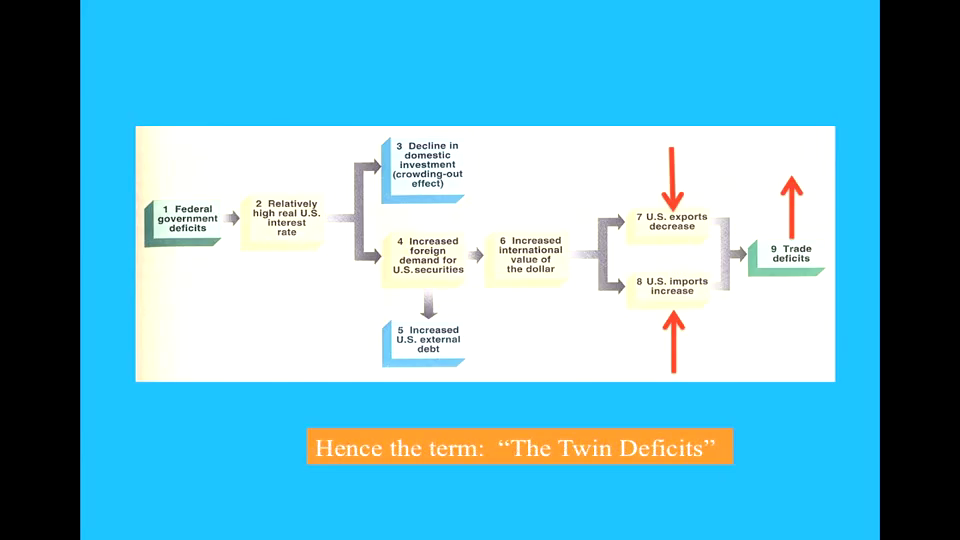 1 Federal
government
deficits
2 Relatively
high real U.S.
interest
rate
3 Decline in
domestic
investment
(crowding-out
effect)
4 Increased
foreign
demand for
U.S. securities
5 Increased
U.S. external
debt
6 Increased
international
value of
the dollar
7 U.S. exports
decrease
8 U.S. imports
increase
9 Trade
deficits
Hence the term: “The Twin Deficits”